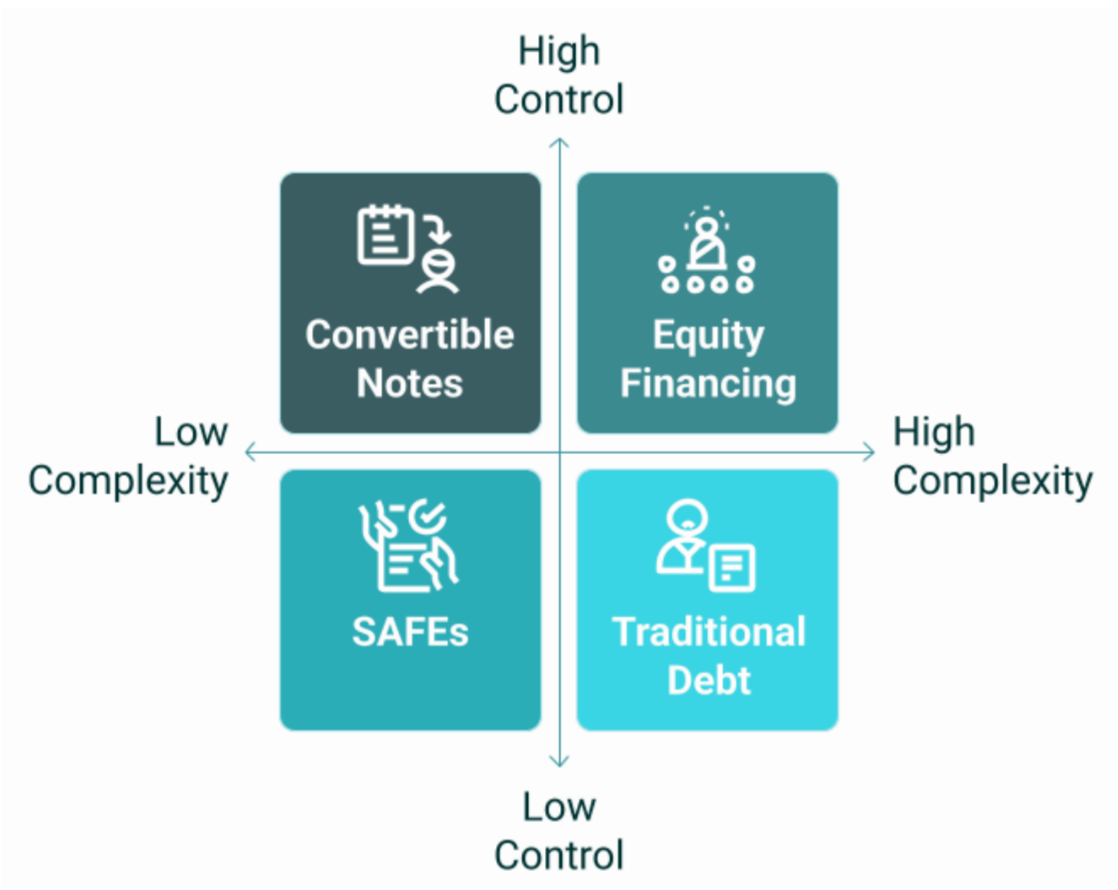 High
Control
Convertible
Notes
Equity
Financing
Low
Complexity
High
Complexity
SAFEs
Traditional
Debt
Low
Control